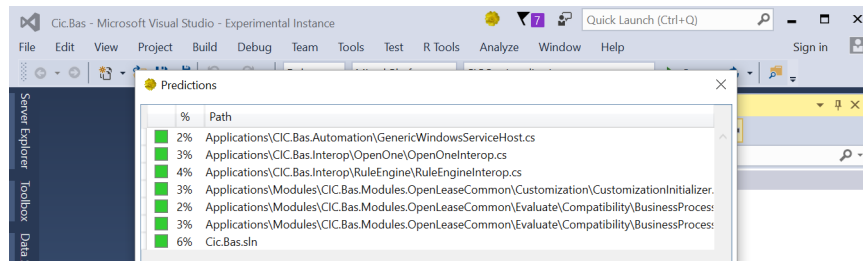 Cic.Bas - Microsoft Visual Studio - Experimental Instance 7 Quick Launch (Ctrl+Q)
File Edit View Project Build Debug Team Tools Test R Tools Analyze Window Help Sign in
Predictions
% Path
2% Applications\CIC.Bas.Automation\GenericWindowsServiceHost.cs
3% Applications\CIC.Bas.Interop\OpenOne\OpenOneInterop.cs
4% Applications\CIC.Bas.Interop\RuleEngine\RuleEngineInterop.cs
3% Applications\Modules\CIC.Bas.Modules.OpenLeaseCommon\Customization\CustomizationInitializer.
2% Applications\Modules\CIC.Bas.Modules.OpenLeaseCommon\Evaluate\Compatibility\BusinessProcess
3% Applications\Modules\CIC.Bas.Modules.OpenLeaseCommon\Evaluate\Compatibility\BusinessProcess
6% Cic.Bas.sln
Server Explorer
Toolbox
Data